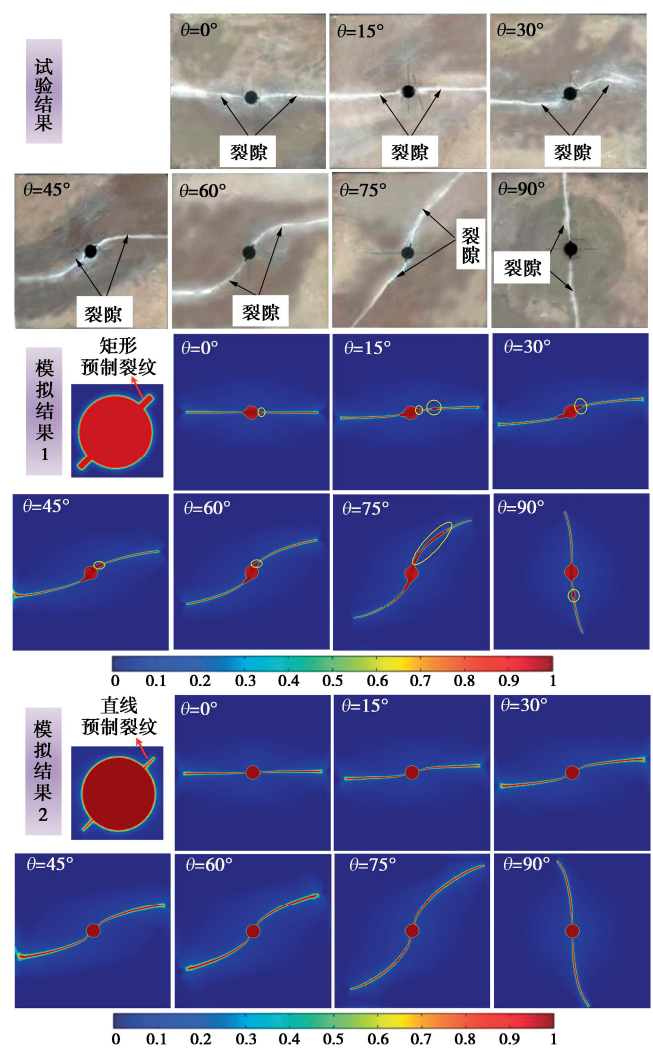 试验结果
θ=0°
θ=15°
θ=30°
裂隙
裂隙
裂隙
θ=45°
θ=60°
θ=75°
θ=90°
裂隙
裂隙
裂隙
裂隙
模拟结果1
矩形
预制裂纹
θ=0°
θ=15°
θ=30°
θ=45°
θ=60°
θ=75°
θ=90°
0 0.1 0.2 0.3 0.4 0.5 0.6 0.7 0.8 0.9 1
模拟结果2
直线
预制裂纹
θ=0°
θ=15°
θ=30°
θ=45°
θ=60°
θ=75°
θ=90°
0 0.1 0.2 0.3 0.4 0.5 0.6 0.7 0.8 0.9 1